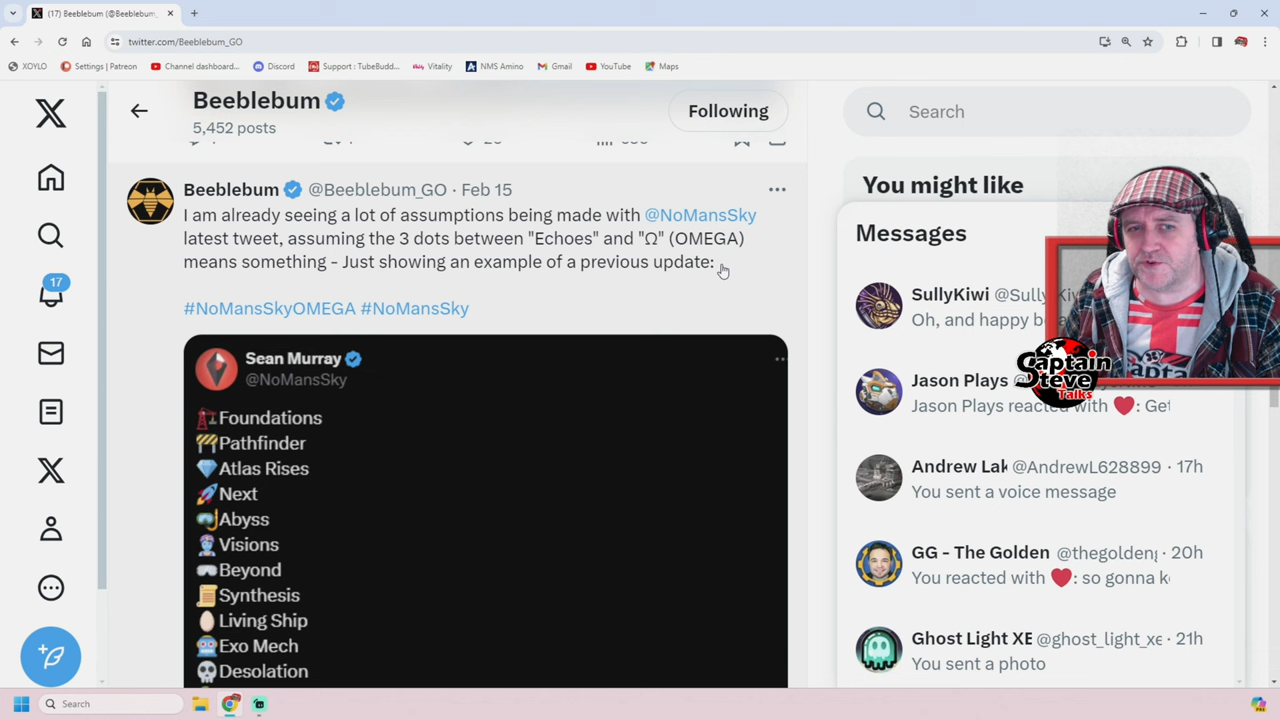 (17) Beeblebum (@Beeblebum_
twitter.com/Beeblebum_GO
XOYLO
Settings | Patreon
Channel dashboard...
Discord
Support : TubeBudd...
Vitality
NMS Amino
Gmail
YouTube
Maps
Beeblebum
5,452 posts
Following
Search
Beeblebum @Beeblebum_GO · Feb 15
I am already seeing a lot of assumptions being made with @NoMansSky
latest tweet, assuming the 3 dots between "Echoes" and "Ω" (OMEGA)
means something - Just showing an example of a previous update:
#NoMansSkyOMEGA #NoMansSky
Sean Murray
@NoMansSky
Foundations
Pathfinder
Atlas Rises
Next
Abyss
Visions
Beyond
Synthesis
Living Ship
Exo Mech
Desolation
17
You might like
Messages
SullyKiwi @Sully
Oh, and happy b
Jason Plays
Jason Plays reacted with ❤️: Get
Andrew Lak @AndrewL628899 · 17h
You sent a voice message
GG - The Golden @thegolden · 20h
You reacted with ❤️: so gonna k
Ghost Light XE @ghost_light_xe · 21h
You sent a photo
Captain
Steve
Talks
Search